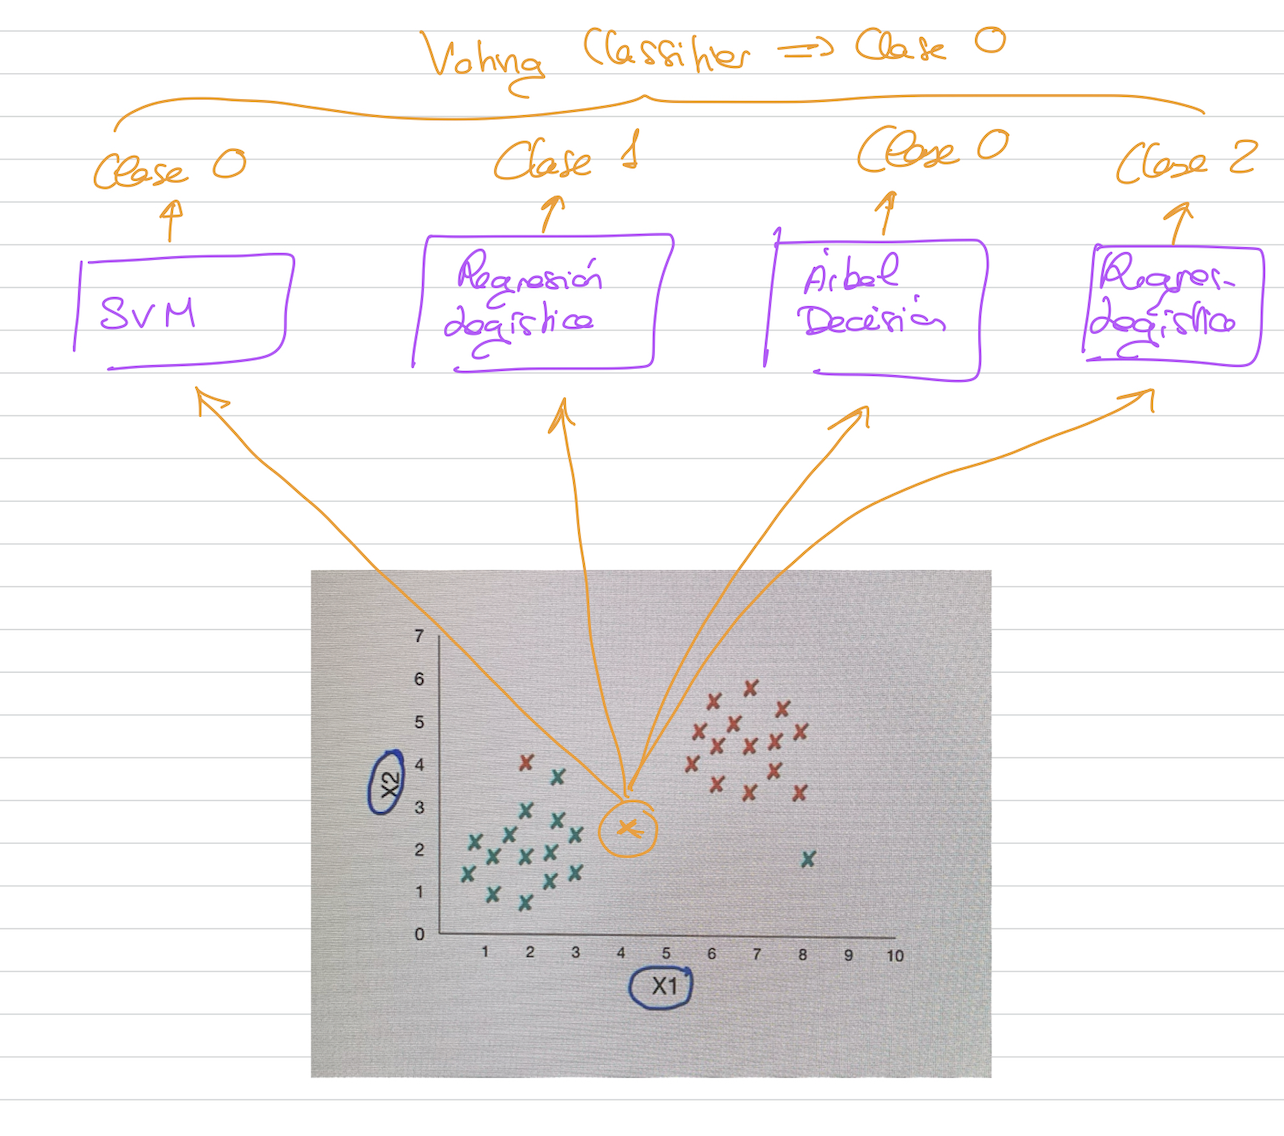 Voting Classifier => Clase 0
Clase 0 Clase 1 Clase 0 Clase 2
SVM
Regresión
Logística
Árbol
Decisión
Regres.
Logística
7
6
5
4
3
2
1
0
X2
1 2 3 4 5 6 7 8 9 10
X1